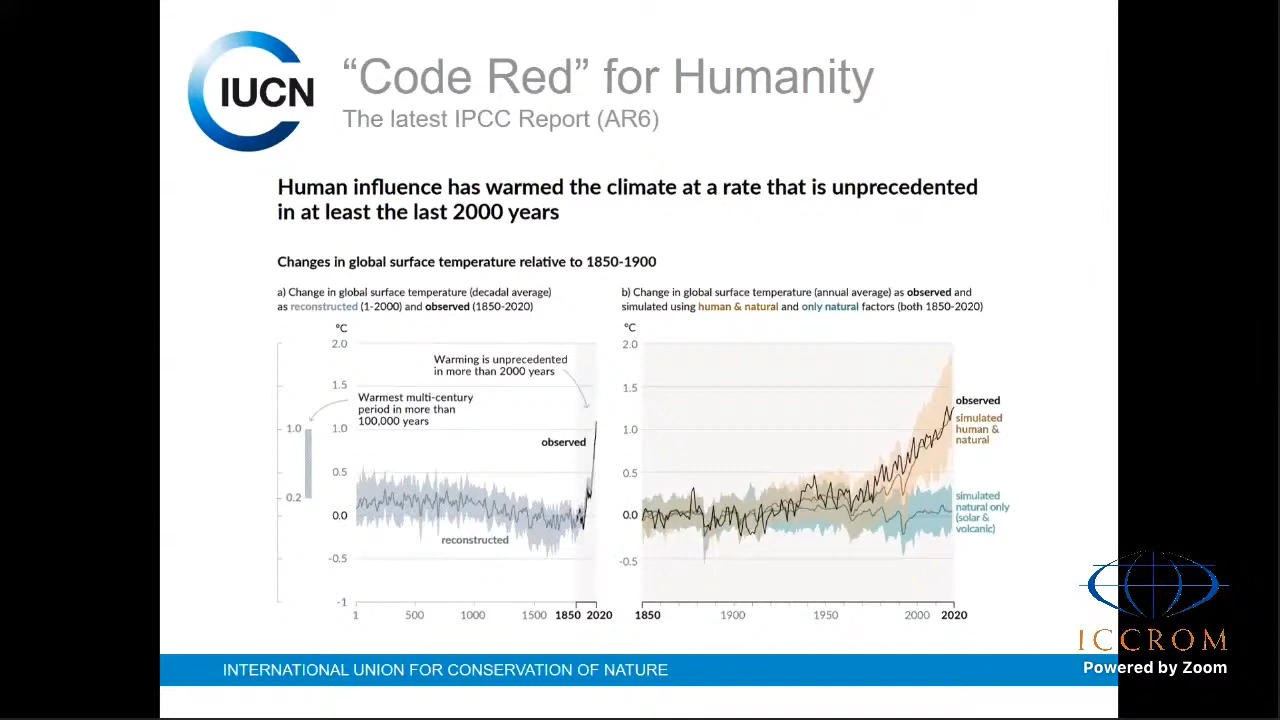 IUCN
“Code Red” for Humanity
The latest IPCC Report (AR6)
Human influence has warmed the climate at a rate that is unprecedented
in at least the last 2000 years
Changes in global surface temperature relative to 1850-1900
a) Change in global surface temperature (decadal average)
as reconstructed (1-2000) and observed (1850-2020)
°C
2.0
1.5
1.0
0.5
0.0
-0.5
-1
1.0
0.2
Warming is unprecedented
in more than 2000 years
Warmest multi-century
period in more than
100,000 years
observed
reconstructed
1 500 1000 1500 1850 2020
b) Change in global surface temperature (annual average) as observed and
simulated using human & natural and only natural factors (both 1850-2020)
°C
2.0
1.5
1.0
0.5
0.0
-0.5
observed
simulated
human &
natural
simulated
natural only
(solar &
volcanic)
1850 1900 1950 2000 2020
ICCROM
Powered by Zoom
INTERNATIONAL UNION FOR CONSERVATION OF NATURE